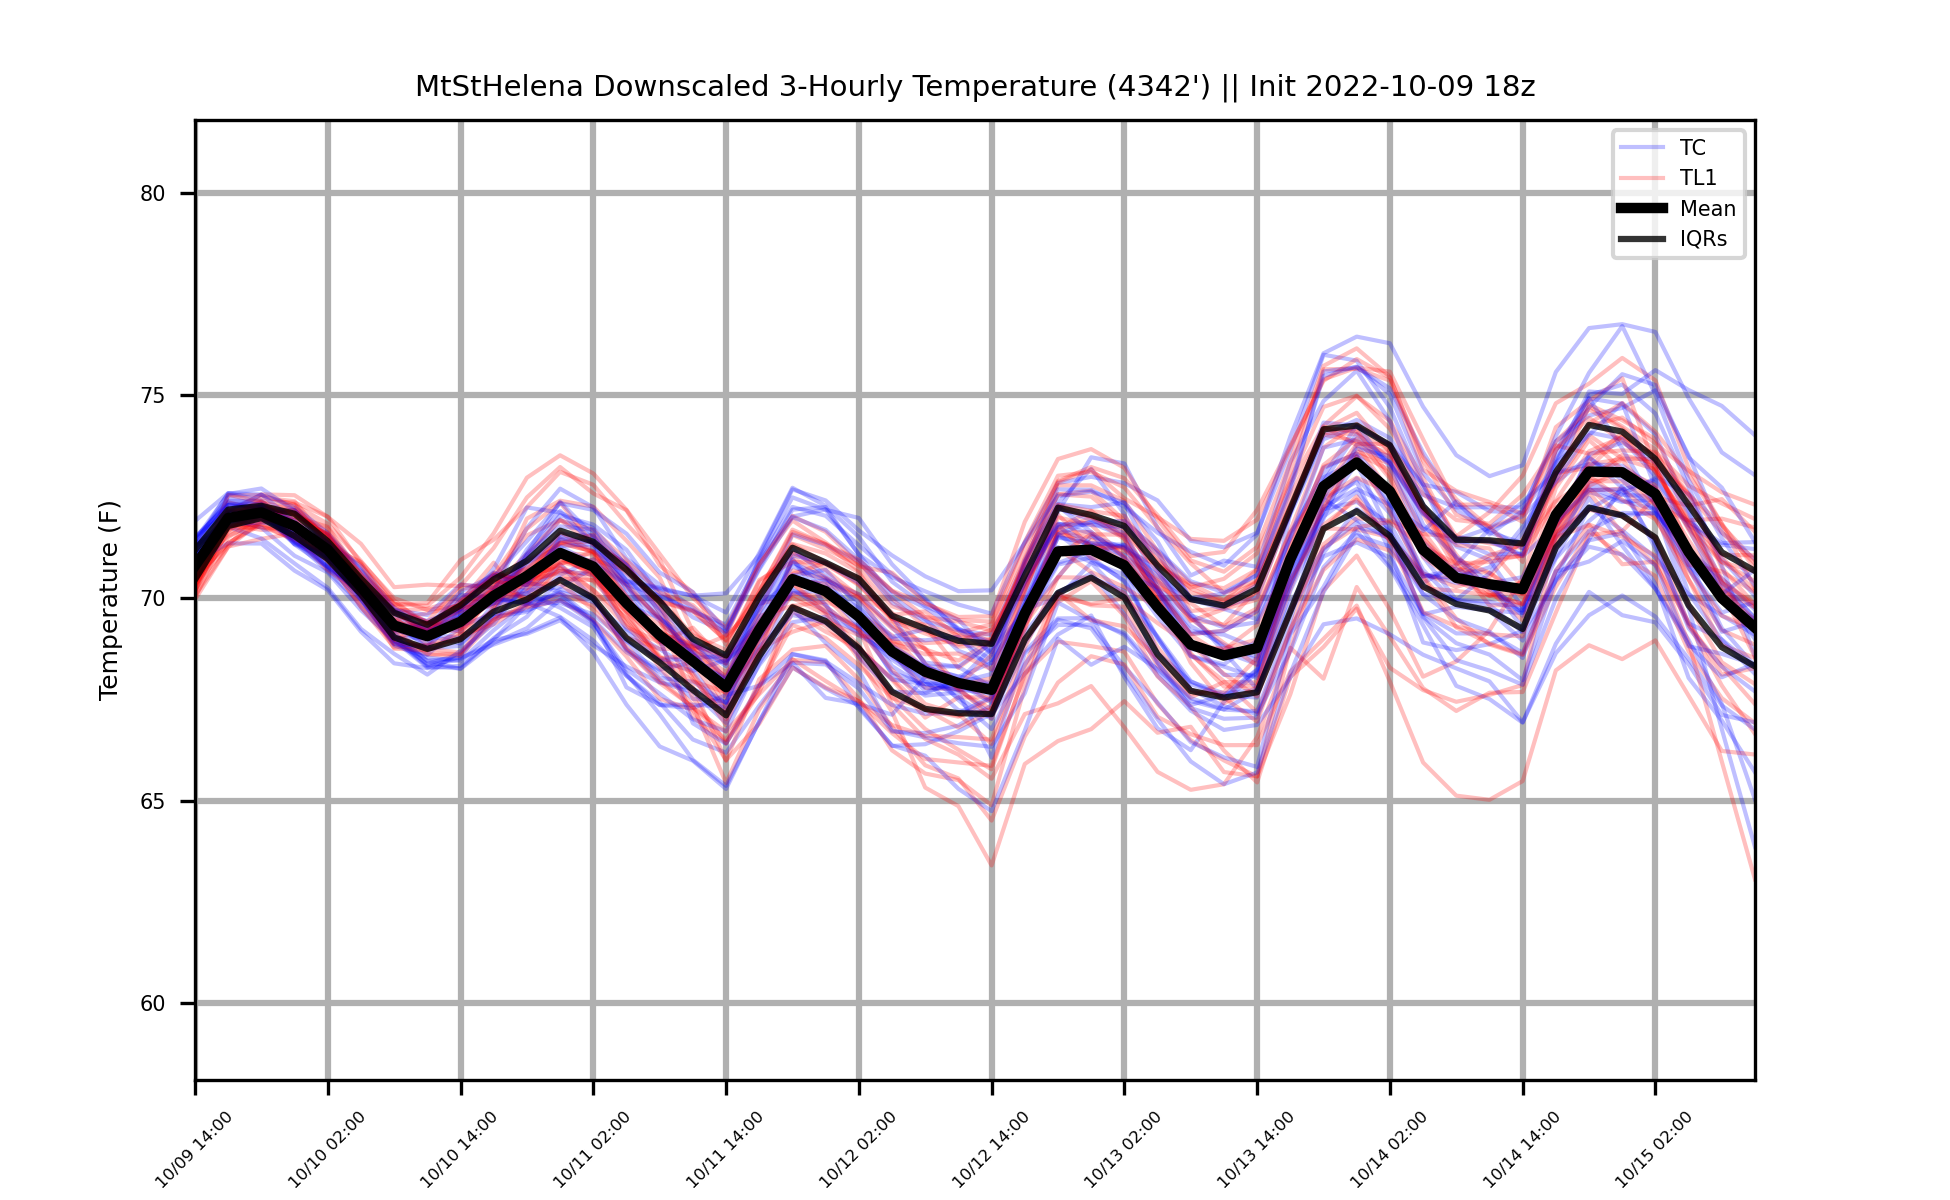 MtStHelena Downscaled 3-Hourly Temperature (4342') || Init 2022-10-09 18z
TC
TL1
Mean
IQRs
Temperature (F)
80
75
70
65
60
10/09 14:00
10/10 02:00
10/10 14:00
10/11 02:00
10/11 14:00
10/12 02:00
10/12 14:00
10/13 02:00
10/13 14:00
10/14 02:00
10/14 14:00
10/15 02:00